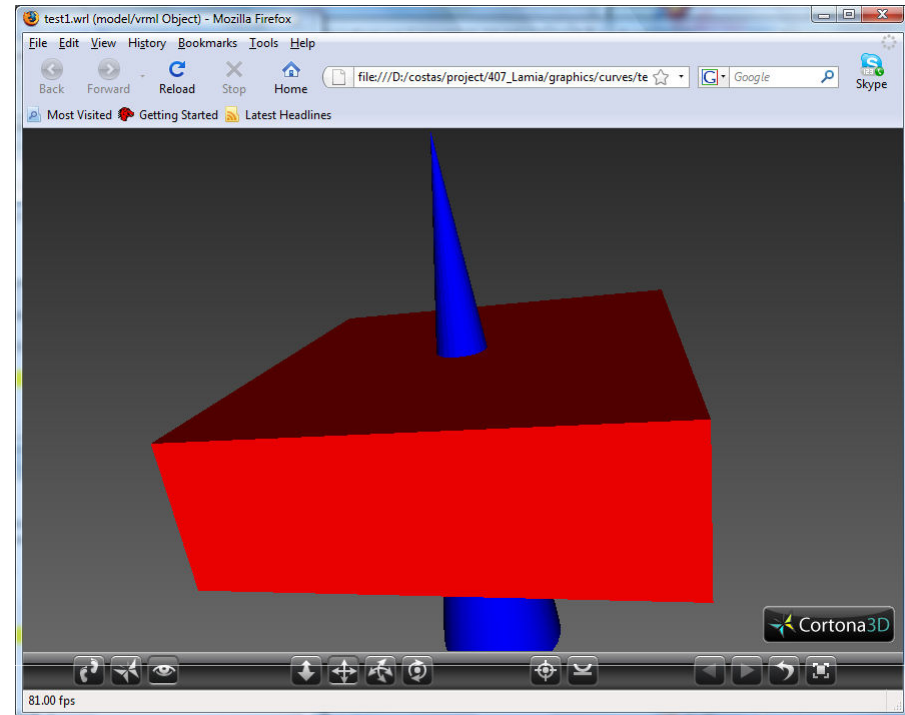 test1.wrl (model/vrml Object) - Mozilla Firefox
File Edit View History Bookmarks Tools Help
Back Forward Reload Stop Home file:///D:/costas/project/407_Lamia/graphics/curves/te G Google Skype
Most Visited Getting Started Latest Headlines
Cortona3D
81.00 fps